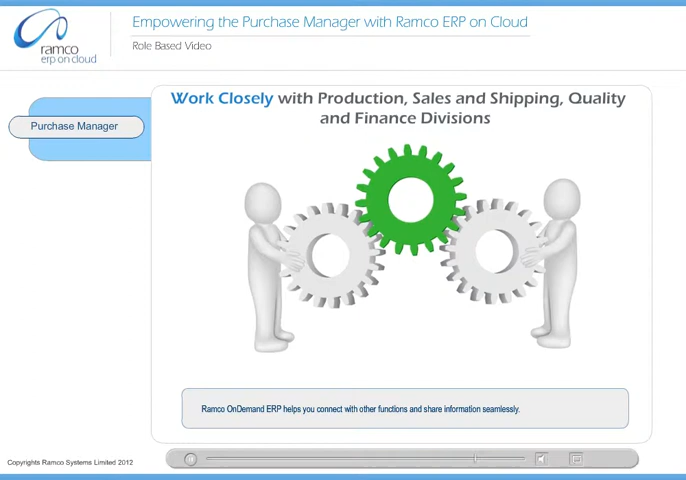 Empowering the Purchase Manager with Ramco ERP on Cloud
Role Based Video
ramco
erp on cloud
Purchase Manager
Work Closely with Production, Sales and Shipping, Quality
and Finance Divisions
Ramco OnDemand ERP helps you connect with other functions and share information seamlessly.
Copyrights Ramco Systems Limited 2012